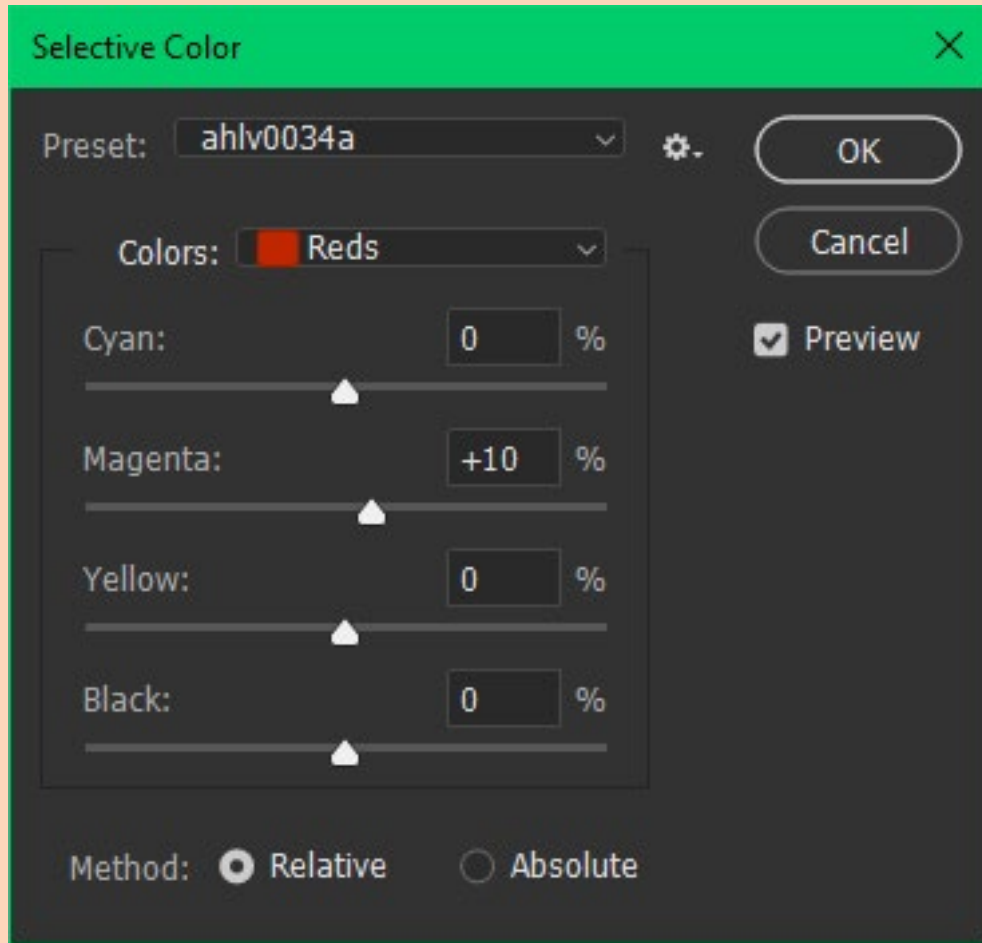 Selective Color
Preset: ahlv0034a
OK
Colors: Reds
Cancel
Cyan: 0 %
Preview
Magenta: +10 %
Yellow: 0 %
Black: 0 %
Method: Relative Absolute